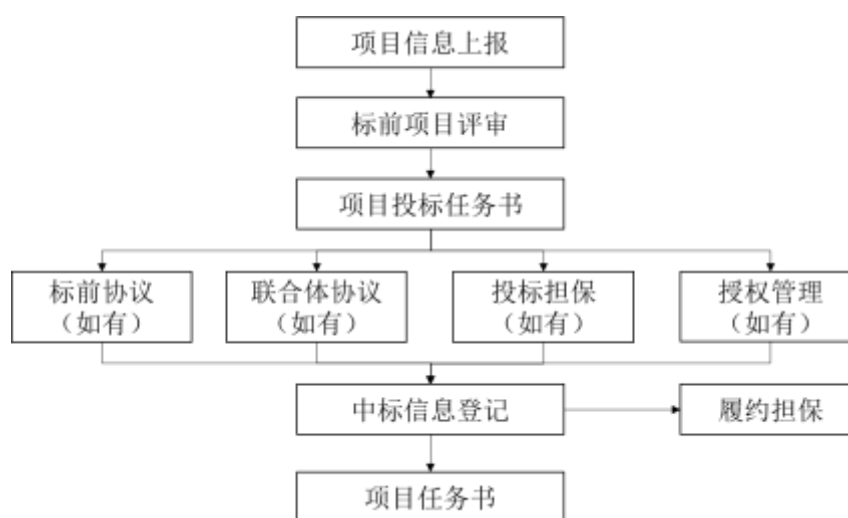 项目信息上报
标前项目评审
项目投标任务书
标前协议
（如有）
联合体协议
（如有）
投标担保
（如有）
授权管理
（如有）
中标信息登记
履约担保
项目任务书